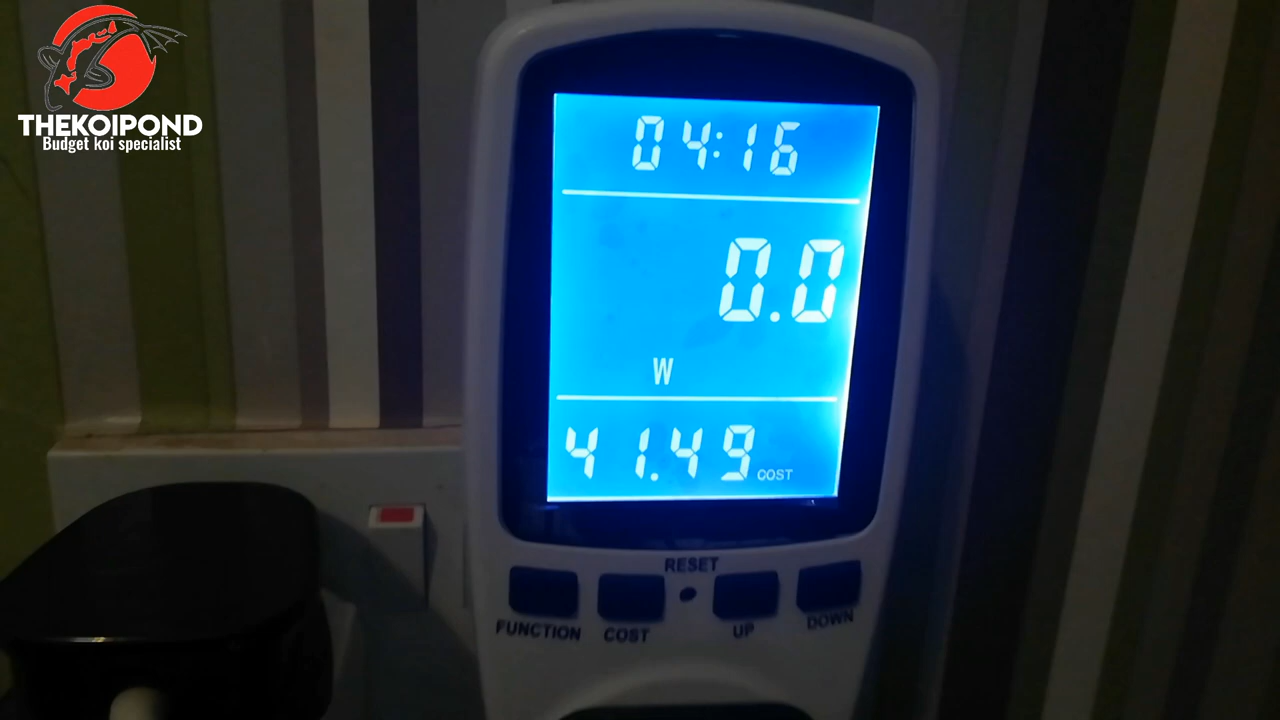 THEKOIPOND
Budget koi specialist
04:16
0.0
W
41.49 COST
RESET
FUNCTION COST UP DOWN